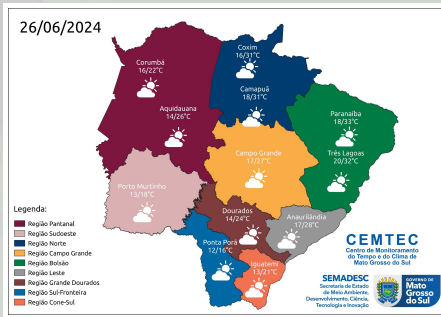 26/06/2024
Corumbá
16/22°C
Coxim
16/31°C
Camapuã
18/31°C
Aquidauana
14/26°C
Paranaíba
18/33°C
Três Lagoas
20/32°C
Campo Grande
17/27°C
Porto Murtinho
13/18°C
Dourados
14/24°C
Anaurilândia
17/28°C
Ponta Porã
12/16°C
Iguatemi
13/21°C
Legenda:
Região Pantanal
Região Sudoeste
Região Norte
Região Campo Grande
Região Bolsão
Região Leste
Região Grande Dourados
Região Sul-Fronteira
Região Cone-Sul
CEMTEC
Centro de Monitoramento
do Tempo e do Clima de
Mato Grosso do Sul
SEMADESC
Secretaria de Estado
de Meio Ambiente,
Desenvolvimento, Ciência,
Tecnologia e Inovação
GOVERNO DE
Mato
Grosso
do Sul